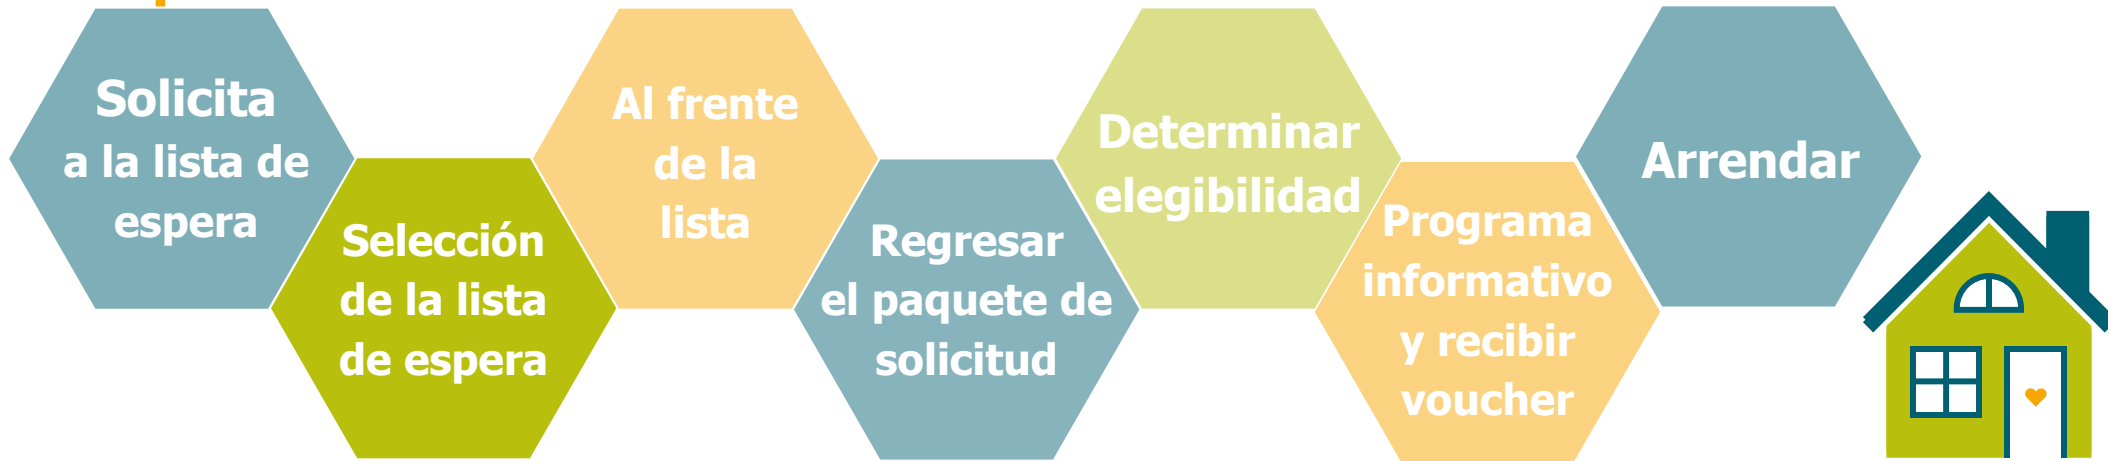 Solicita
a la lista de
espera
Selección
de la lista
de espera
Al frente
de la
lista
Regresar
el paquete de
solicitud
Determinar
elegibilidad
Programa
informativo
y recibir
voucher
Arrendar